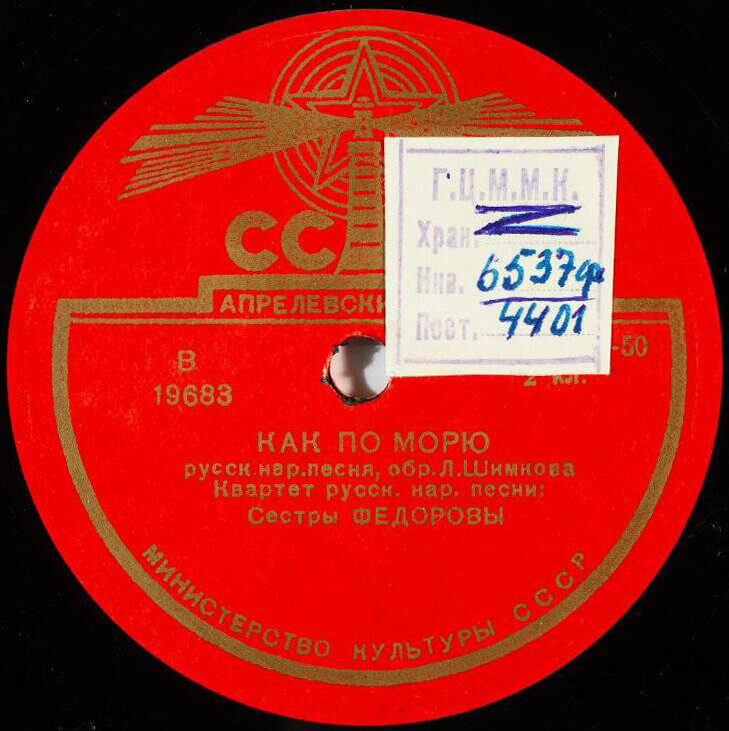 СС
АПРЕЛЕВСКИ
Г.Ц.М.М.К.
Хран.
Инв. 6537
Пост. 4401
В
19683
-50
2 кл.
КАК ПО МОРЮ
русск.нар.песня, обр.Л.Шимкова
Квартет русск. нар. песни:
Сестры ФЕДОРОВЫ
МИНИСТЕРСТВО КУЛЬТУРЫ СССР